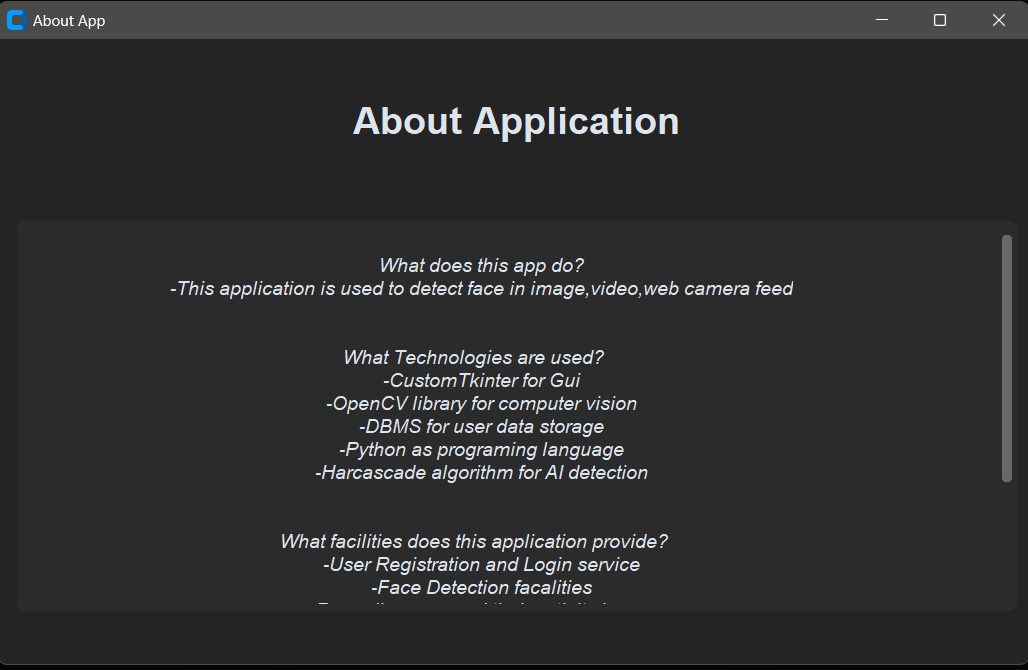 About App
About Application
What does this app do?
-This application is used to detect face in image,video,web camera feed
What Technologies are used?
-CustomTkinter for Gui
-OpenCV library for computer vision
-DBMS for user data storage
-Python as programing language
-Harcascade algorithm for AI detection
What facilities does this application provide?
-User Registration and Login service
-Face Detection facalities